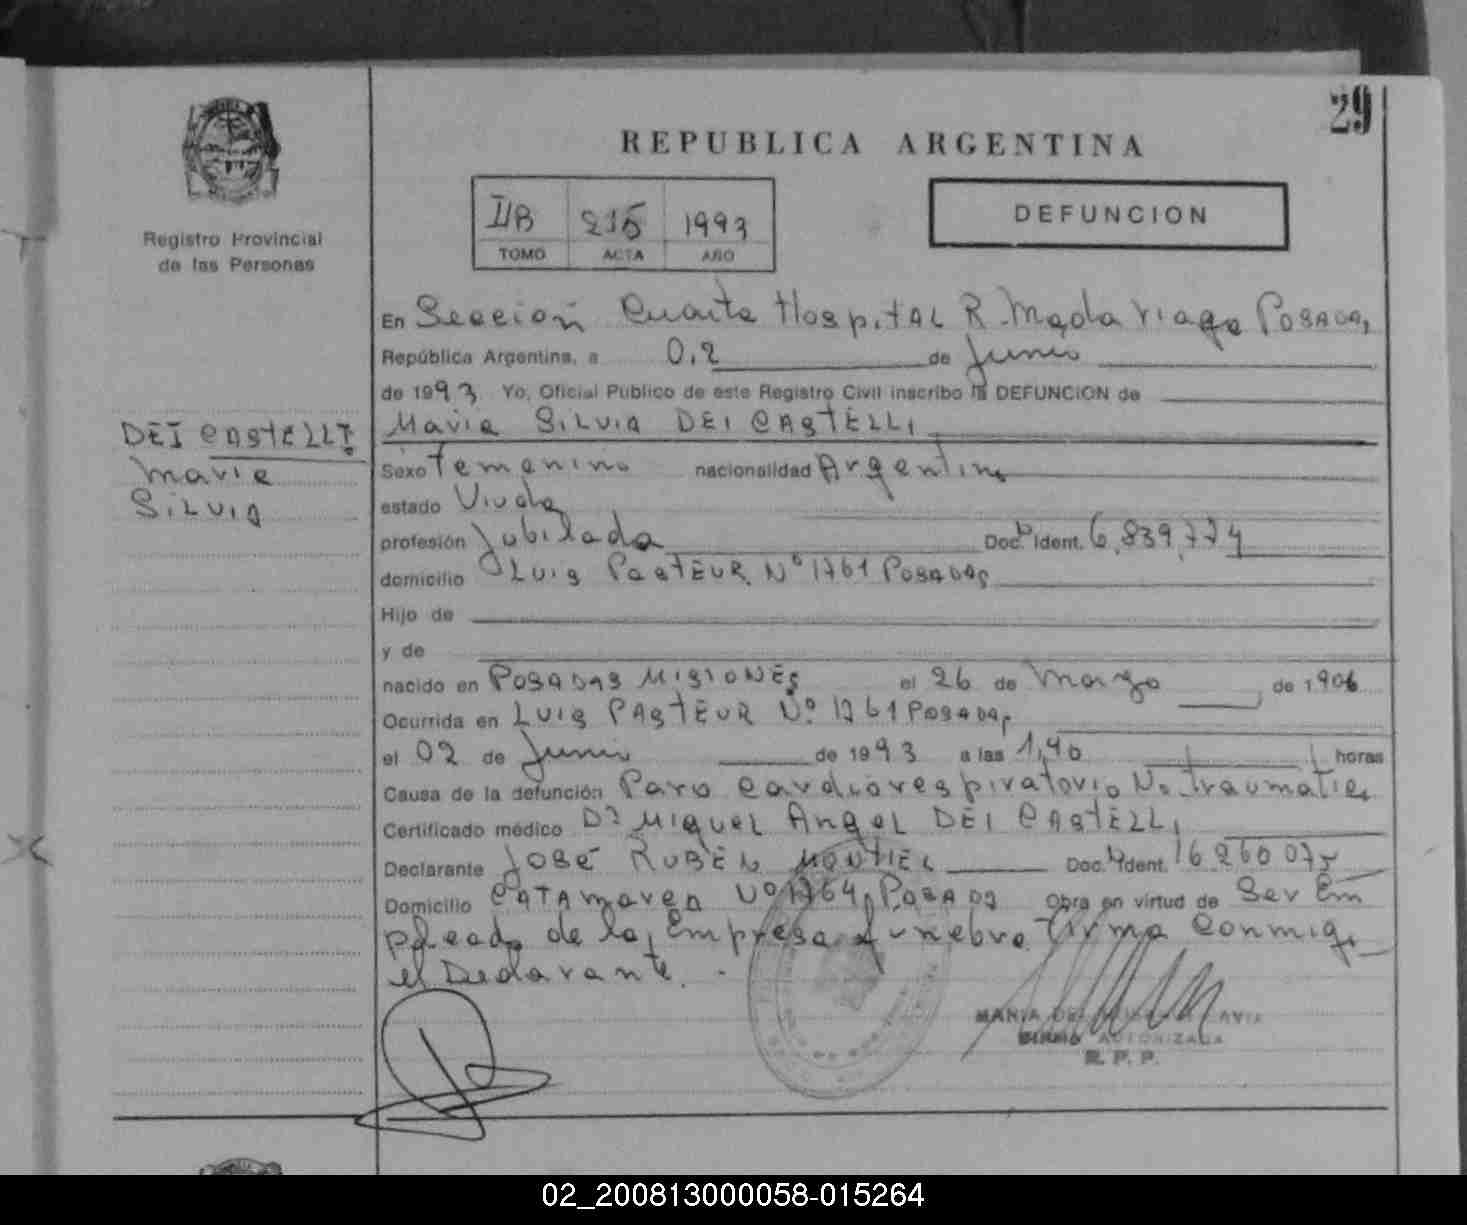 29
REPUBLICA ARGENTINA
IIB 215 1993
TOMO ACTA AÑO
DEFUNCION
Registro Provincial
de las Personas
DEI CASTELLI
Maria
SILVIA
En Sección Cuarta Hospital R. Madariaga Posadas
República Argentina, a 02 de Junio
de 1993 Yo, Oficial Público de este Registro Civil inscribo la DEFUNCION de
Maria SILVIA DEI CASTELLI
Sexo Femenino nacionalidad Argentina
estado Viuda
profesión Jubilada Doc. Ident. 6.839.774
domicilio Luis Pasteur Nº 1761 Posadas
Hijo de
y de
nacido en Posadas Misiones el 26 de Marzo de 1906
Ocurrida en Luis Pasteur Nº 1761 Posadas
el 02 de Junio de 1993 a las 1,40 horas
Causa de la defunción Paro Cardiorespiratorio No traumatico
Certificado médico Dr Miguel Angel DEI CASTELLI
Declarante José Rubén Montiel Doc. Ident. 16.260.075
Domicilio Catamarca Nº 1764, Posadas Obra en virtud de Ser Em
pleado de la Empresa funebre Firma Conmigo
el Declarante.
MARIA DEL
FIRMA AUTORIZADA
R. P. P.
02_200813000058-015264